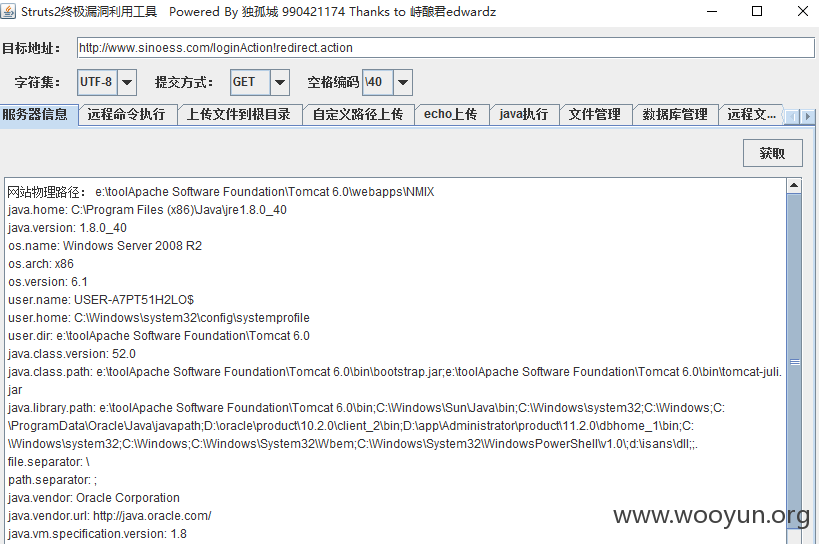 Struts2终极漏洞利用工具 Powered By 独孤城 990421174 Thanks to 峙酿君edwardz
目标地址： http://www.sinoess.com/loginAction!redirect.action
字符集： UTF-8 提交方式： GET 空格编码 \40
服务器信息 远程命令执行 上传文件到根目录 自定义路径上传 echo上传 java执行 文件管理 数据库管理 远程文...
获取
网站物理路径： e:\toolApache Software Foundation\Tomcat 6.0\webapps\NMIX
java.home: C:\Program Files (x86)\Java\jre1.8.0_40
java.version: 1.8.0_40
os.name: Windows Server 2008 R2
os.arch: x86
os.version: 6.1
user.name: USER-A7PT51H2LO$
user.home: C:\Windows\system32\config\systemprofile
user.dir: e:\toolApache Software Foundation\Tomcat 6.0
java.class.version: 52.0
java.class.path: e:\toolApache Software Foundation\Tomcat 6.0\bin\bootstrap.jar;e:\toolApache Software Foundation\Tomcat 6.0\bin\tomcat-juli.
jar
java.library.path: e:\toolApache Software Foundation\Tomcat 6.0\bin;C:\Windows\Sun\Java\bin;C:\Windows\system32;C:\Windows;C:
\ProgramData\Oracle\Java\javapath;D:\oracle\product\10.2.0\client_2\bin;D:\app\Administrator\product\11.2.0\dbhome_1\bin;C:
\Windows\system32;C:\Windows;C:\Windows\System32\Wbem;C:\Windows\System32\WindowsPowerShell\v1.0\;d:\isans\dll;;.
file.separator: \
path.separator: ;
java.vendor: Oracle Corporation
java.vendor.url: http://java.oracle.com/
java.vm.specification.version: 1.8
www.wooyun.org